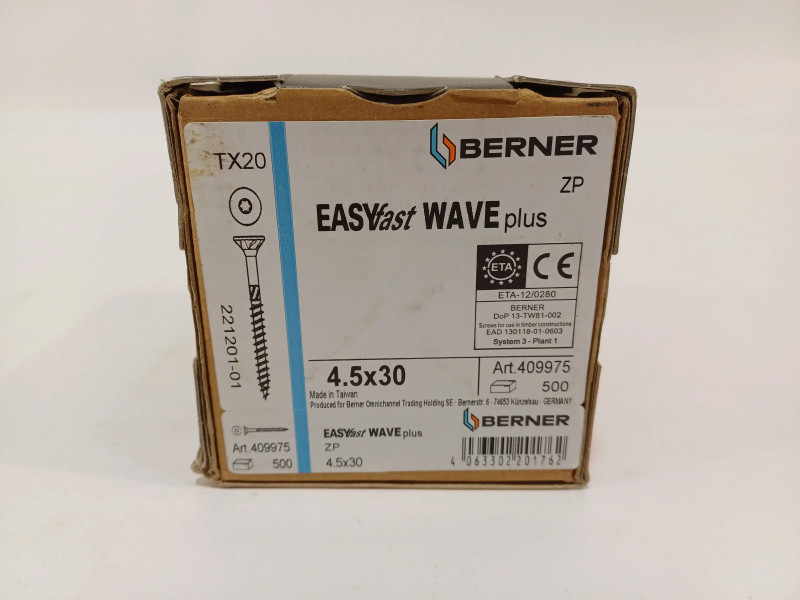 TX20
221201-01
Art.409975
500
BERNER
ZP
EASYfast WAVE plus
ETA
CE
ETA-12/0280
BERNER
DoP 13-TW81-002
Screws for use in timber constructions
EAD 130118-01-0603
System 3 - Plant 1
4.5x30
Art.409975
500
Made in Taiwan
Produced for Berner Omnichannel Trading Holding SE · Bernerstr. 6 · 74653 Künzelsau · GERMANY
EASYfast WAVE plus
ZP
4.5x30
BERNER
4 063302 201762